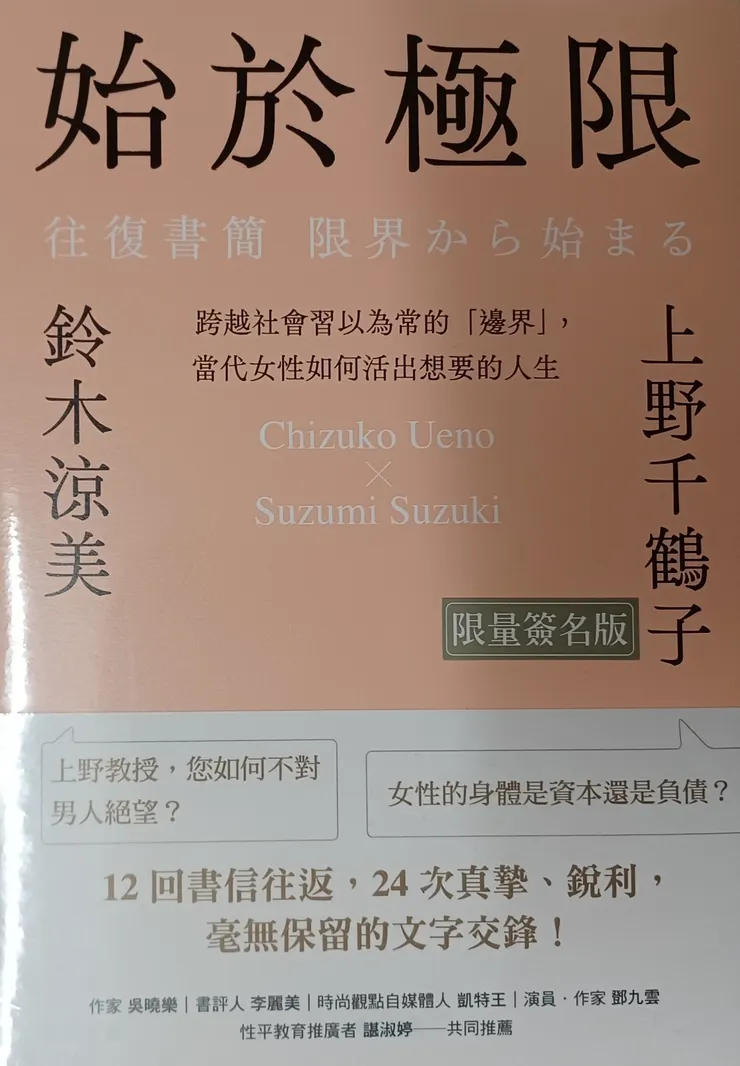 始於極限
往復書簡 限界から始まる
上野千鶴子
鈴木涼美
跨越社會習以為常的「邊界」，
當代女性如何活出想要的人生
Chizuko Ueno
×
Suzumi Suzuki
限量簽名版
上野教授，您如何不對
男人絕望？
女性的身體是資本還是負債？
12 回書信往返，24 次真摯、銳利，
毫無保留的文字交鋒！
作家 吳曉樂｜書評人 李麗美｜時尚觀點自媒體人 凱特王｜演員・作家 鄧九雲
性平教育推廣者 諶淑婷——共同推薦